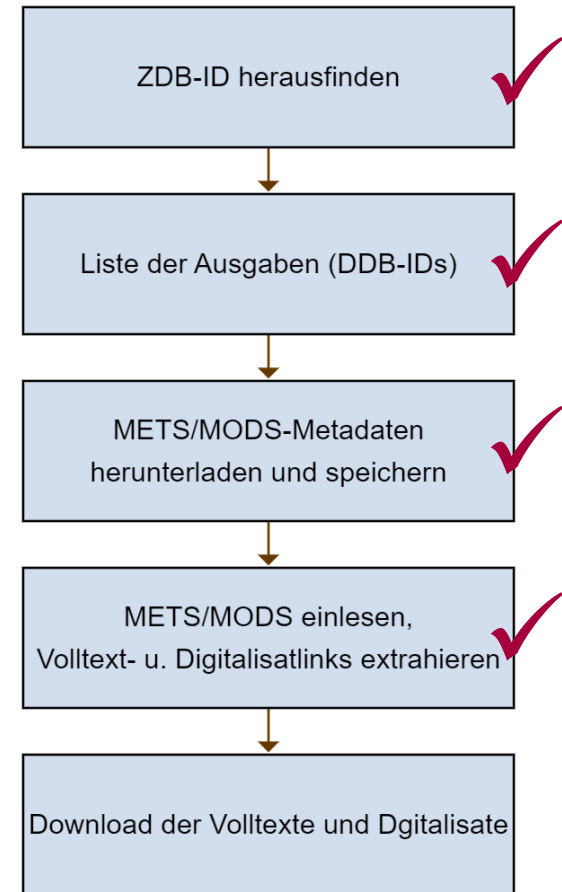 ZDB-ID herausfinden
Liste der Ausgaben (DDB-IDs)
METS/MODS-Metadaten
herunterladen und speichern
METS/MODS einlesen,
Volltext- u. Digitalisatlinks extrahieren
Download der Volltexte und Dgitalisate